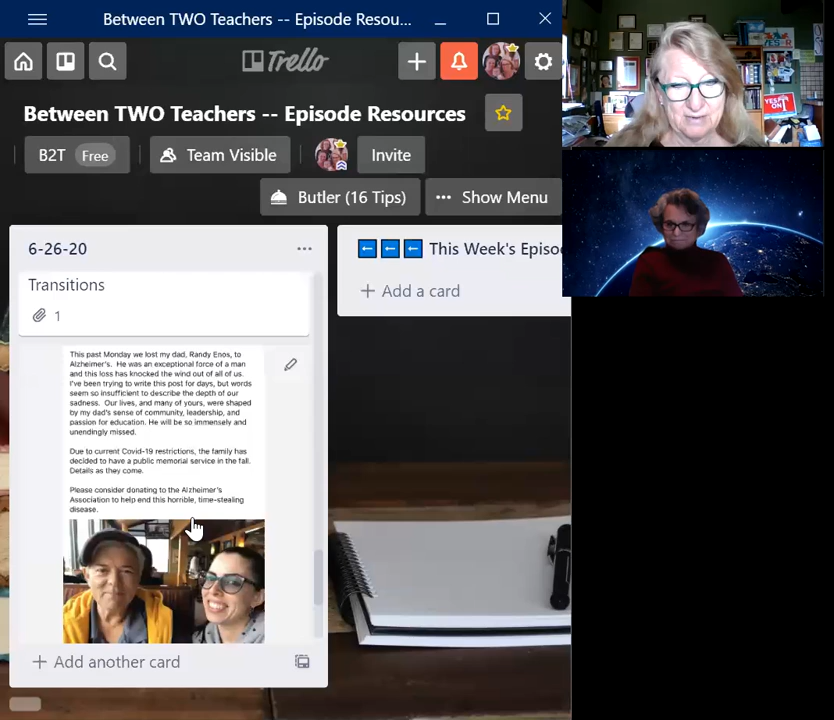 Between TWO Teachers -- Episode Resou...
Trello
Between TWO Teachers -- Episode Resources
B2T Free
Team Visible
Invite
Butler (16 Tips)
Show Menu
6-26-20
This Week's Episo
Add a card
Transitions
1
This past Monday we lost my dad, Randy Enos, to
Alzheimer's. He was an exceptional force of a man
and this loss has knocked the wind out of all of us.
I've been trying to write this post for days, but words
seem so insufficient to describe the depth of our
sadness. Our lives, and many of yours, were shaped
by my dad's sense of community, leadership, and
passion for education. He will be so immensely and
unendingly missed.
Due to current Covid-19 restrictions, the family has
decided to have a public memorial service in the fall.
Details as they come.
Please consider donating to the Alzheimer's
Association to help end this horrible, time-stealing
disease.
Add another card
YES FOR